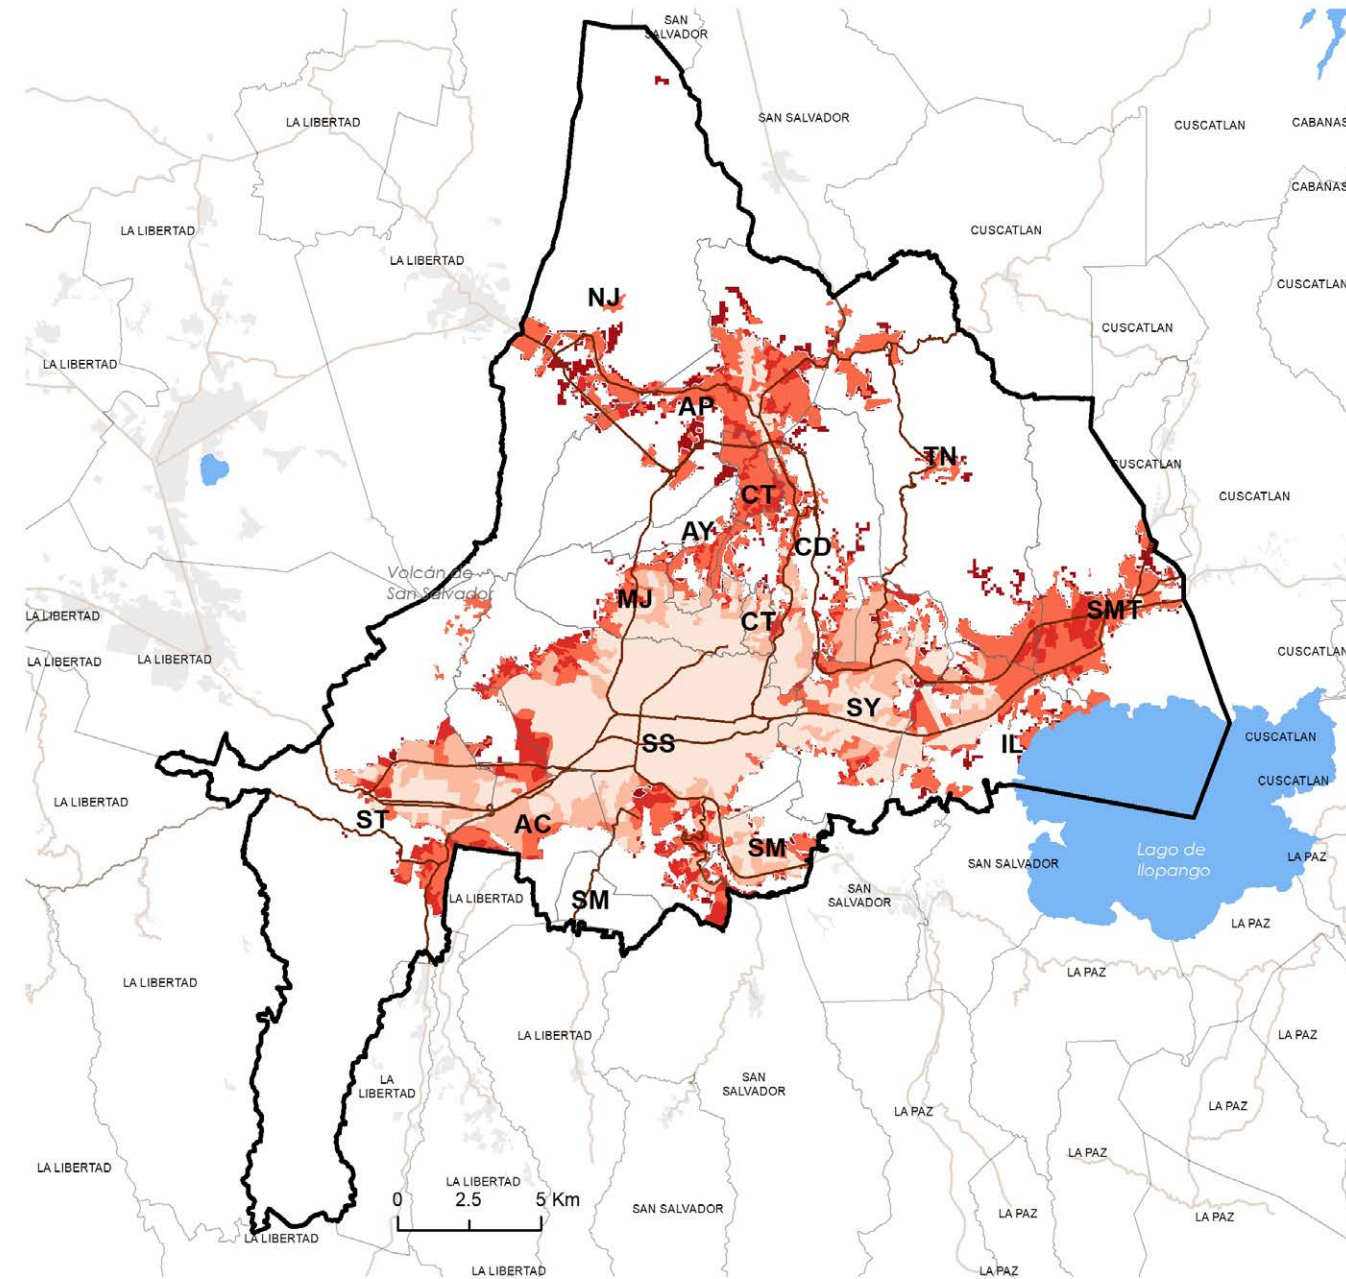 SAN
SALVADOR
LA LIBERTAD
SAN SALVADOR
CUSCATLAN
CABANAS
CABANAS
LA LIBERTAD
CUSCATLAN
LA LIBERTAD
CUSCATLAN
NJ
CUSCATLAN
LA LIBERTAD
AP
TN
CUSCATLAN
CT
CUSCATLAN
AY
CD
Volcán de
San Salvador
MJ
SMT
LA LIBERTAD
CT
CUSCATLAN
LA LIBERTAD
LA LIBERTAD
SY
SS
IL
CUSCATLAN
CUSCATLAN
LA LIBERTAD
ST
AC
SM
Lago de
Ilopango
LA PAZ
SAN SALVADOR
LA LIBERTAD
SM
SAN
SALVADOR
LA PAZ
LA PAZ
LA LIBERTAD
LA LIBERTAD
LA PAZ
LA
LIBERTAD
SAN
SALVADOR
LA PAZ
LA PAZ
LA PAZ
LA LIBERTAD
LA LIBERTAD
0 2.5 5 Km
SAN SALVADOR
LA PAZ
LA PAZ
LA LIBERTAD
LA LIBERTAD
LA PAZ